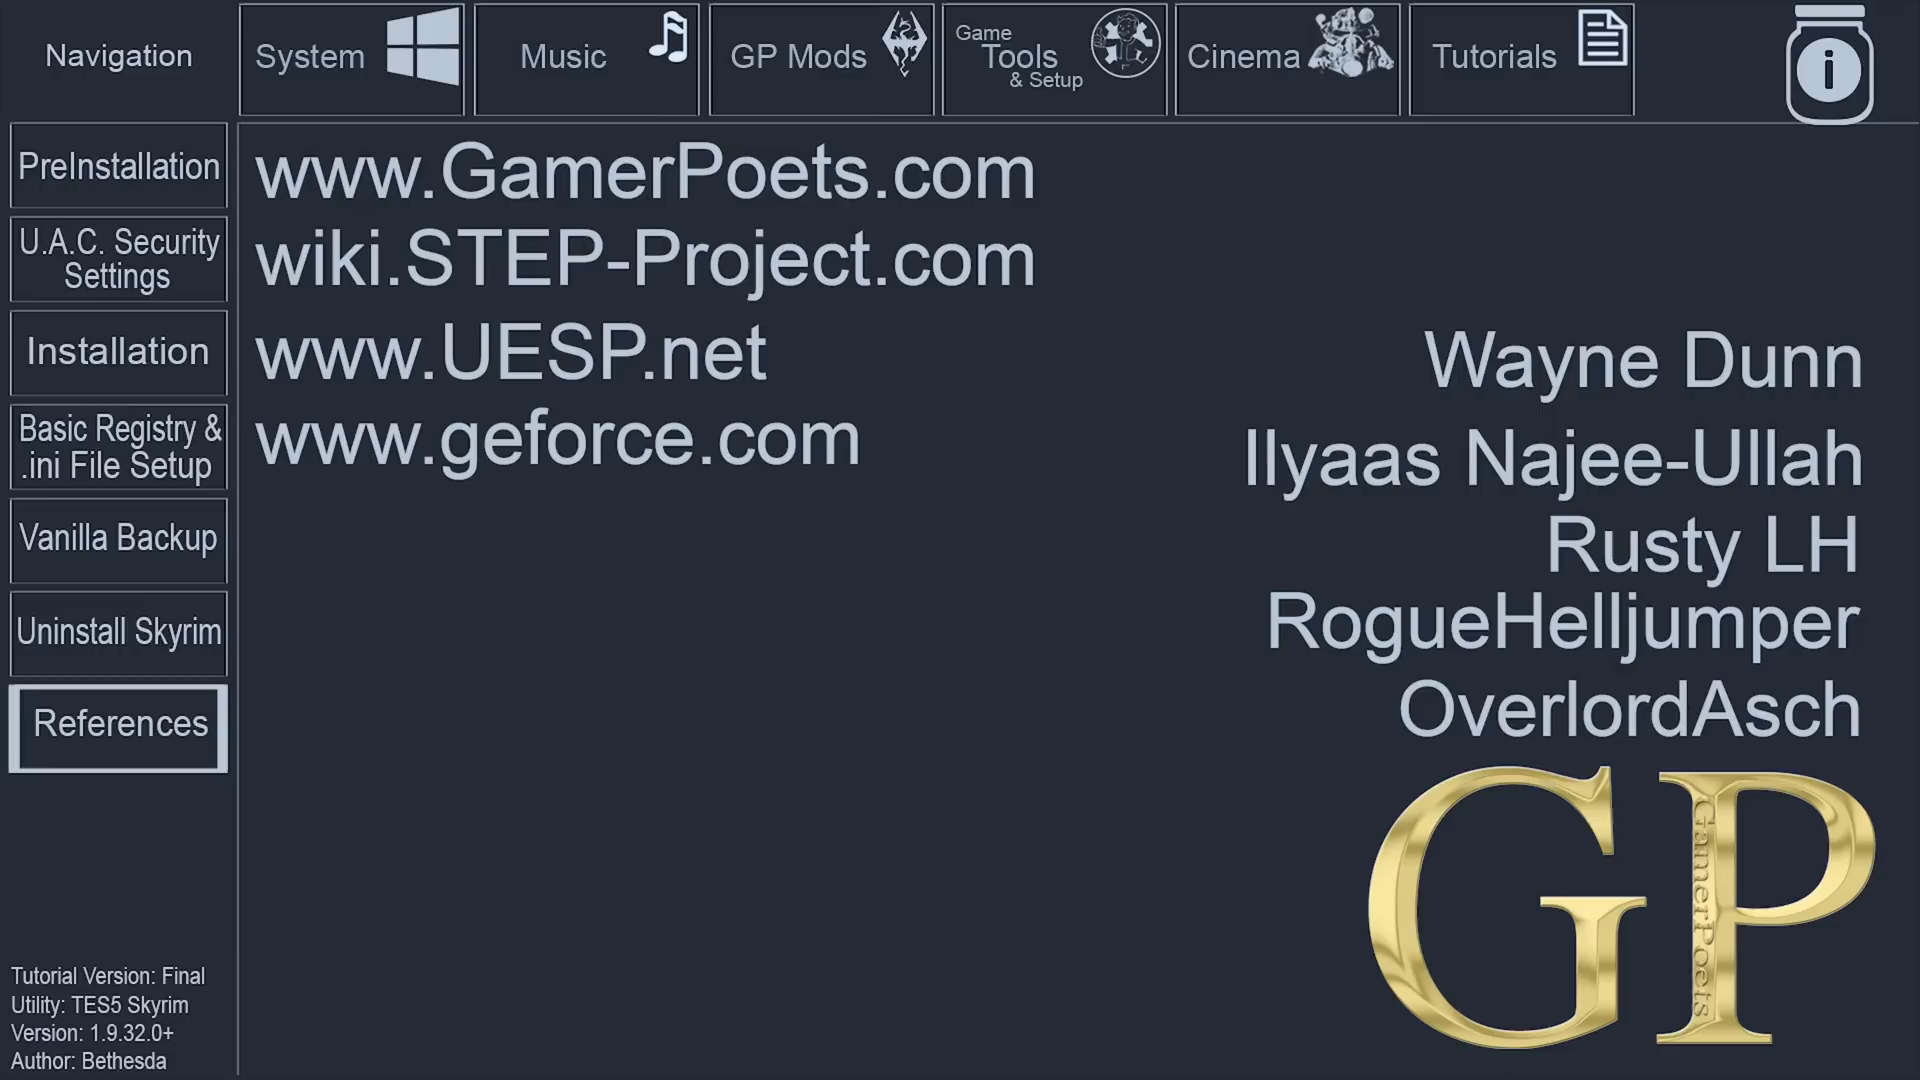 Navigation
System
Music
GP Mods
Game
Tools
& Setup
Cinema
Tutorials
i
PreInstallation
U.A.C. Security
Settings
Installation
Basic Registry &
.ini File Setup
Vanilla Backup
Uninstall Skyrim
References
www.GamerPoets.com
wiki.STEP-Project.com
www.UESP.net
www.geforce.com
Wayne Dunn
Ilyaas Najee-Ullah
Rusty LH
RogueHelljumper
OverlordAsch
GP
GamerPoets
Tutorial Version: Final
Utility: TES5 Skyrim
Version: 1.9.32.0+
Author: Bethesda